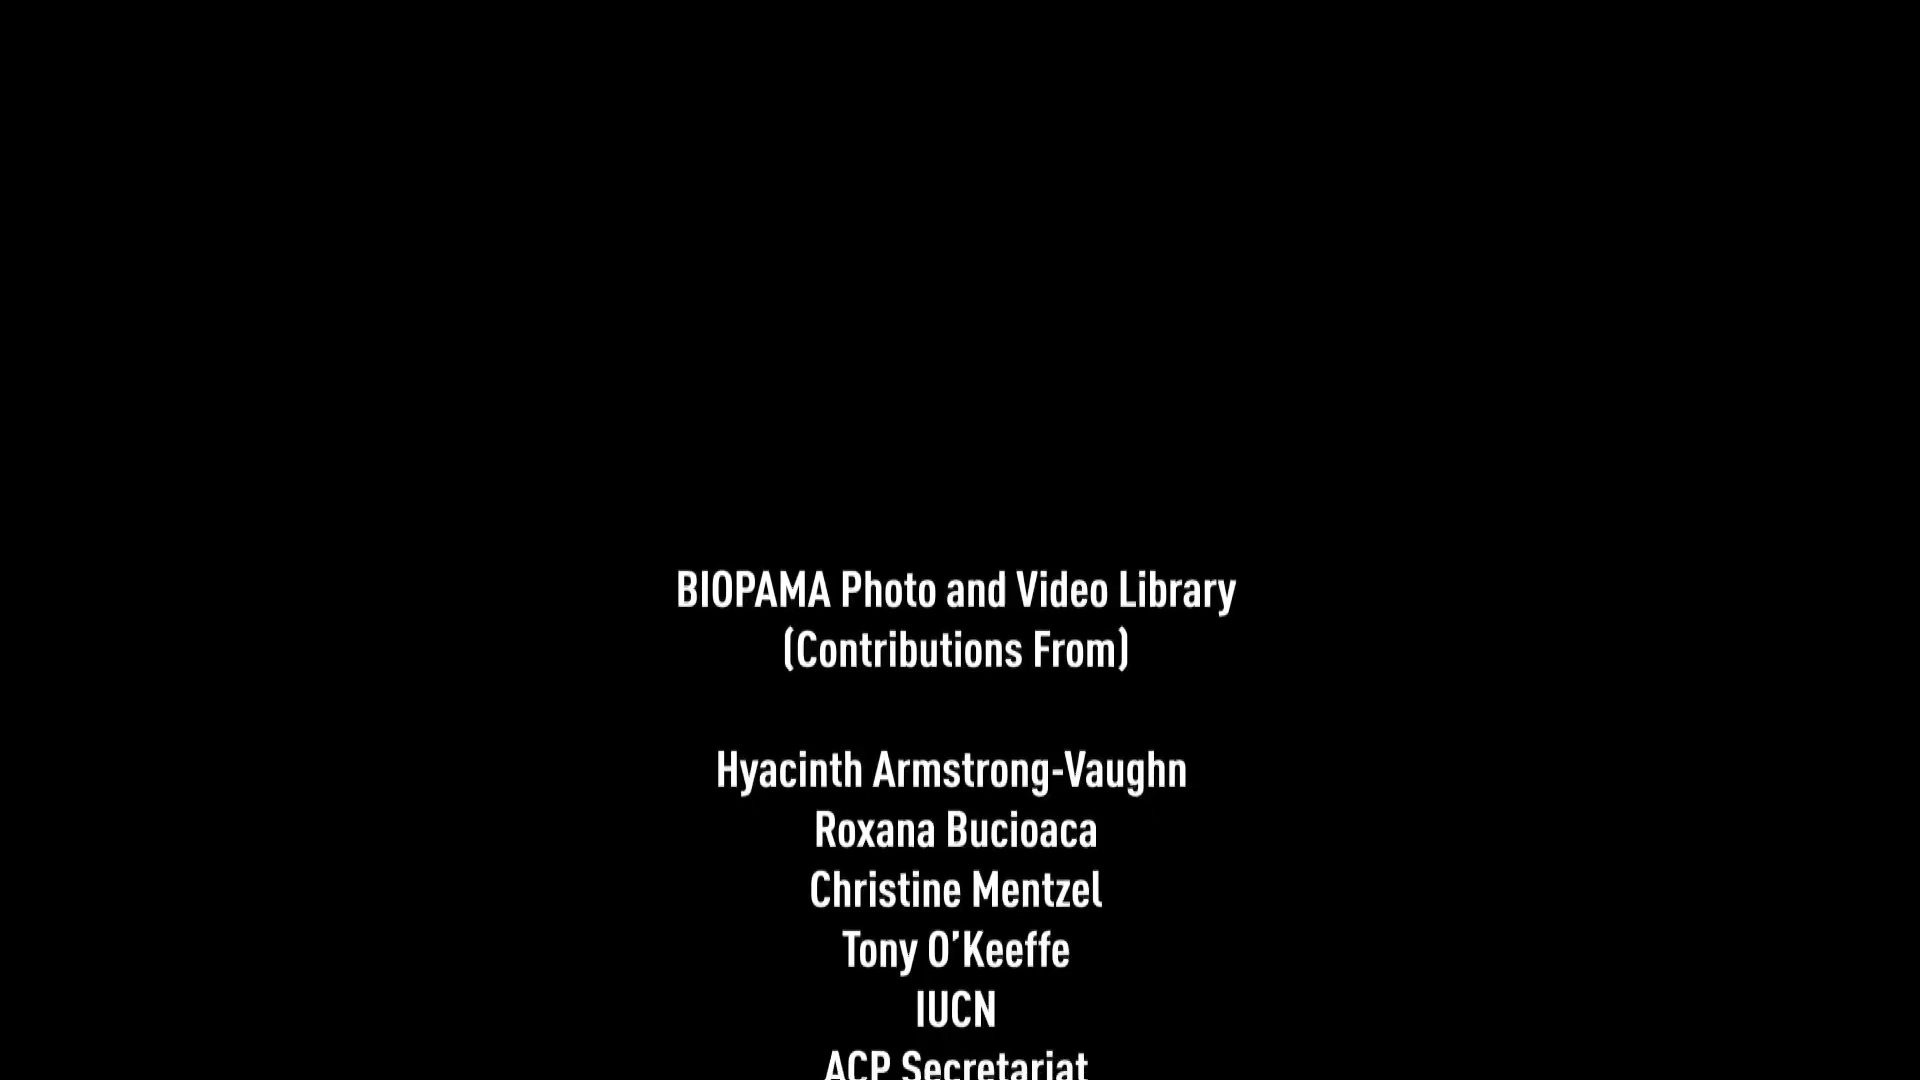 BIOPAMA Photo and Video Library
(Contributions From)
Hyacinth Armstrong-Vaughn
Roxana Bucioaca
Christine Mentzel
Tony O’Keeffe
IUCN
ACP Secretariat